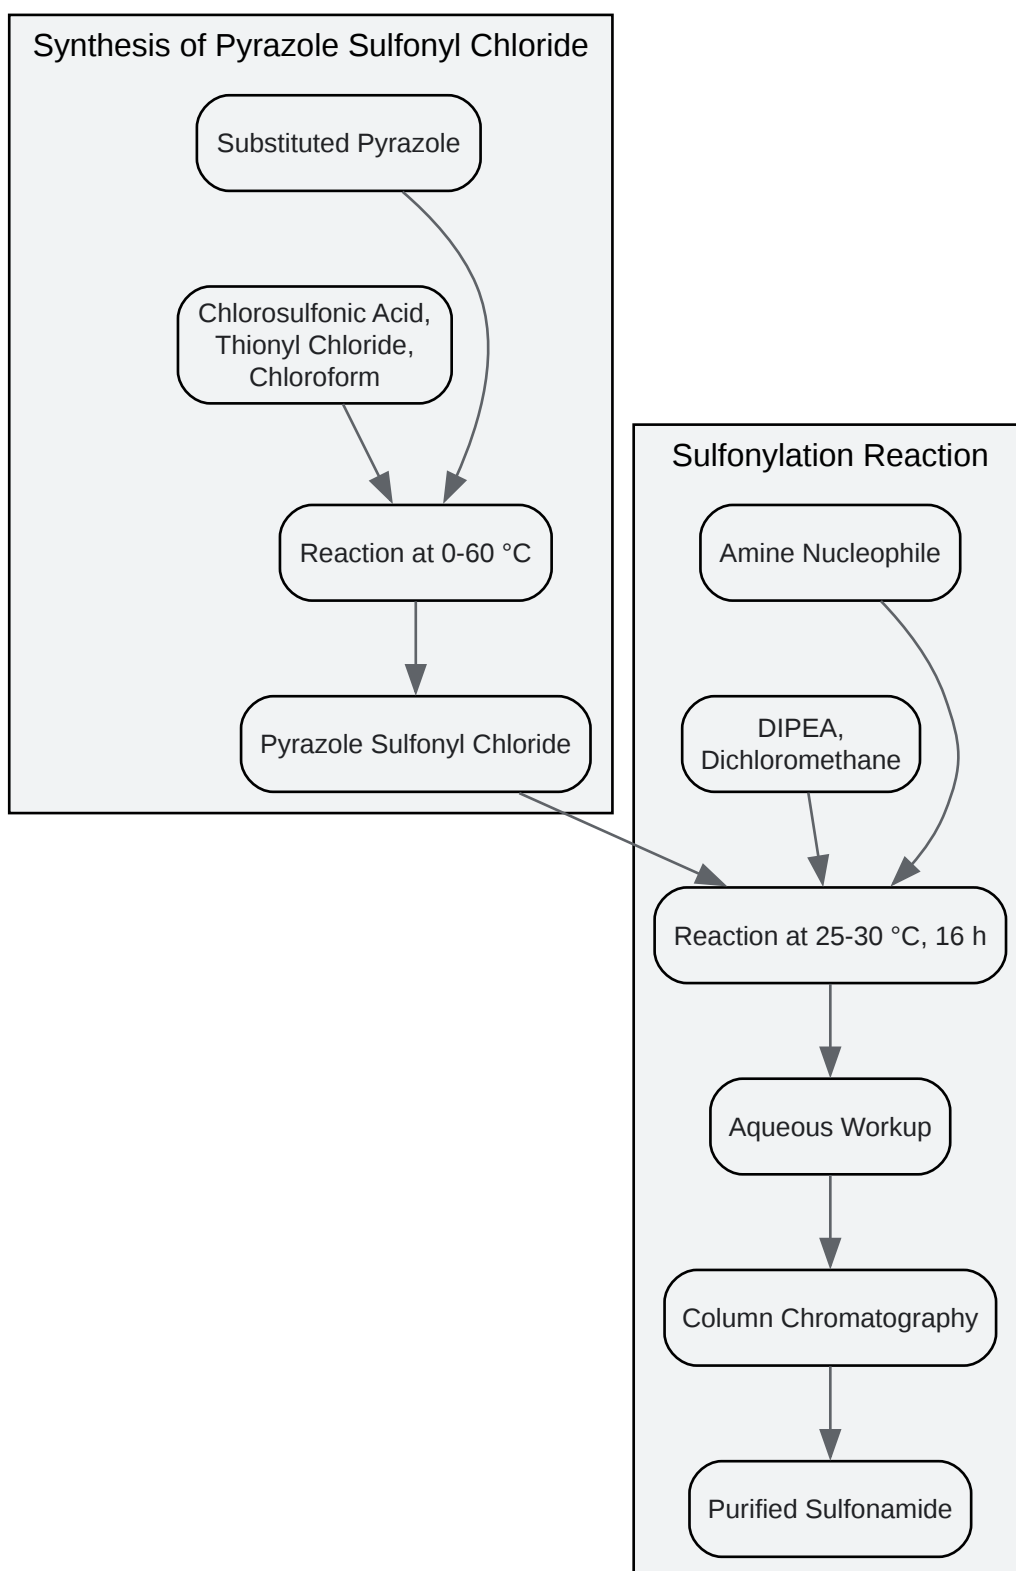 Synthesis of Pyrazole Sulfonyl Chloride
Substituted Pyrazole
Chlorosulfonic Acid,
Thionyl Chloride,
Chloroform
Reaction at 0-60 °C
Pyrazole Sulfonyl Chloride
Sulfonylation Reaction
Amine Nucleophile
DIPEA,
Dichloromethane
Reaction at 25-30 °C, 16 h
Aqueous Workup
Column Chromatography
Purified Sulfonamide